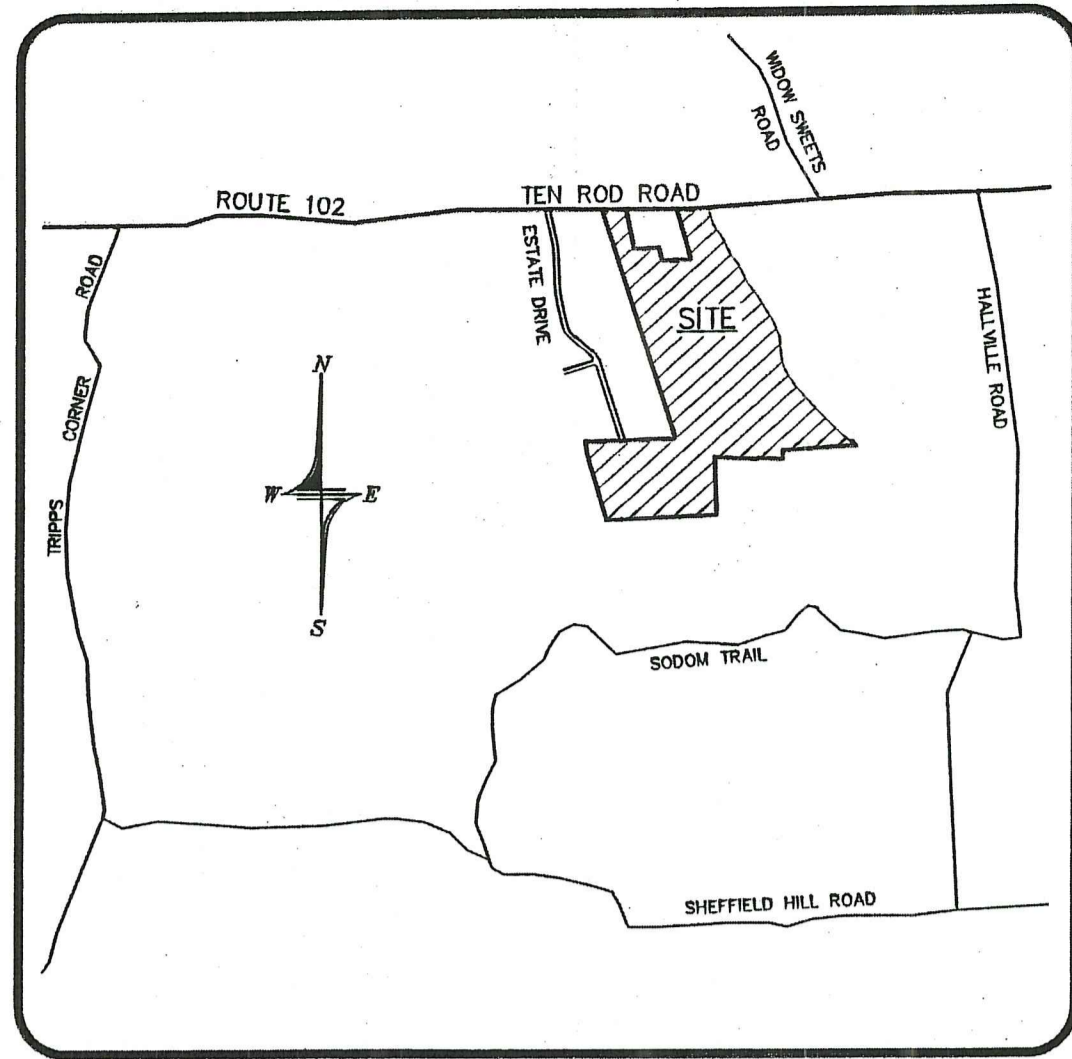 WIDOW SWEETS
ROAD
ROUTE 102
TEN ROD ROAD
ESTATE DRIVE
SITE
HALLVILLE ROAD
TRIPPS CORNER ROAD
N
W E
S
SODOM TRAIL
SHEFFIELD HILL ROAD